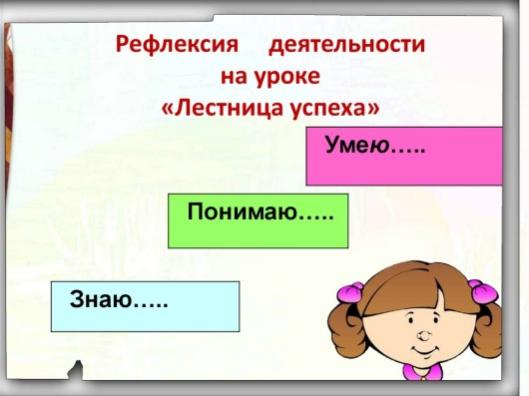 Рефлексия деятельности
на уроке
«Лестница успеха»
Умею.....
Понимаю.....
Знаю.....